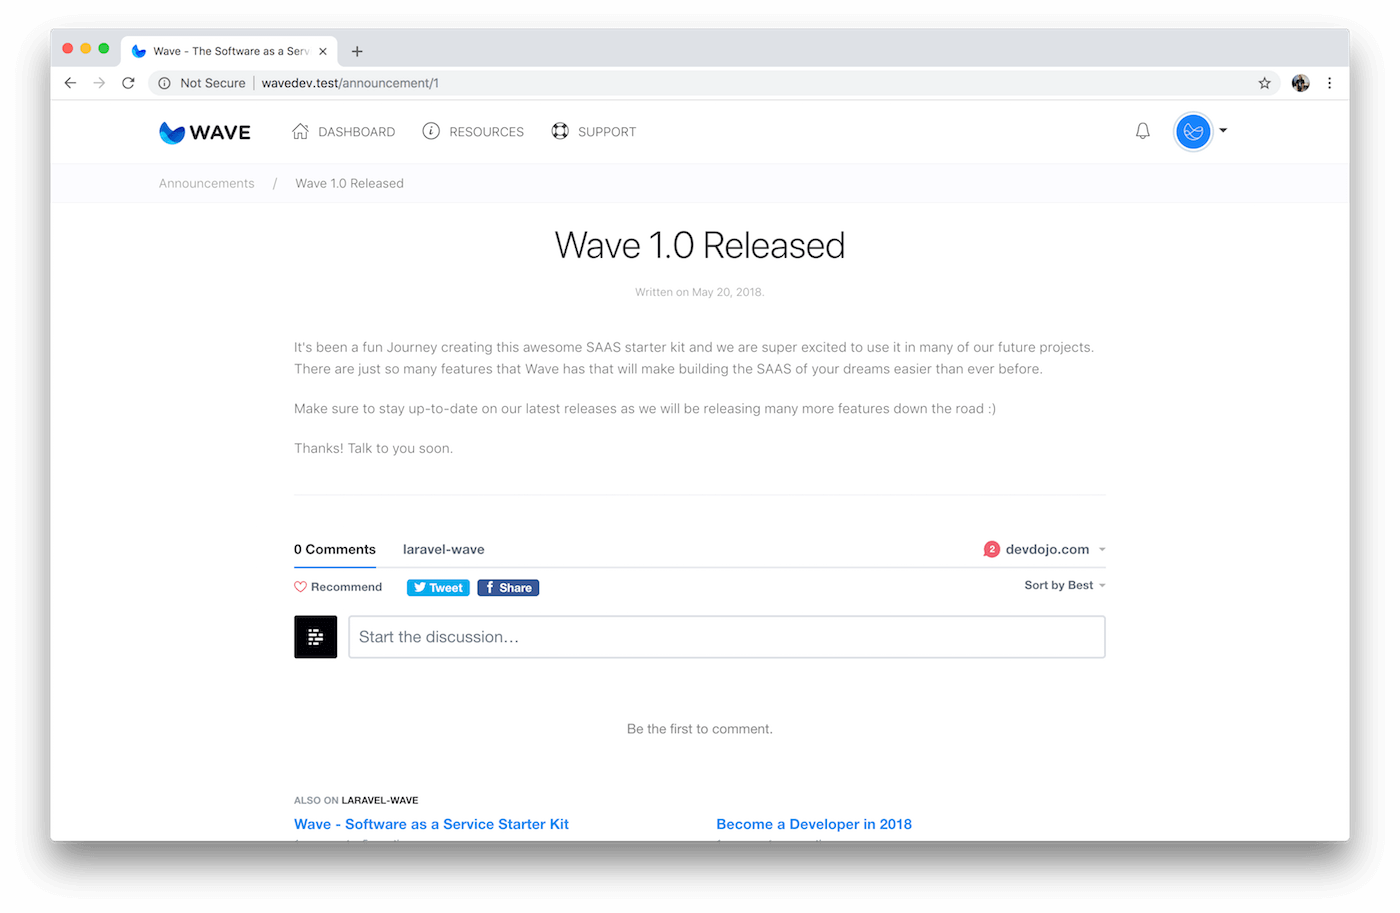 Wave - The Software as a Serv
Not Secure | wavedev.test/announcement/1
WAVE DASHBOARD RESOURCES SUPPORT
Announcements / Wave 1.0 Released
Wave 1.0 Released
Written on May 20, 2018.
It's been a fun Journey creating this awesome SAAS starter kit and we are super excited to use it in many of our future projects.
There are just so many features that Wave has that will make building the SAAS of your dreams easier than ever before.
Make sure to stay up-to-date on our latest releases as we will be releasing many more features down the road :)
Thanks! Talk to you soon.
0 Comments laravel-wave 2 devdojo.com
Recommend Tweet Share Sort by Best
Start the discussion...
Be the first to comment.
ALSO ON LARAVEL-WAVE
Wave - Software as a Service Starter Kit Become a Developer in 2018